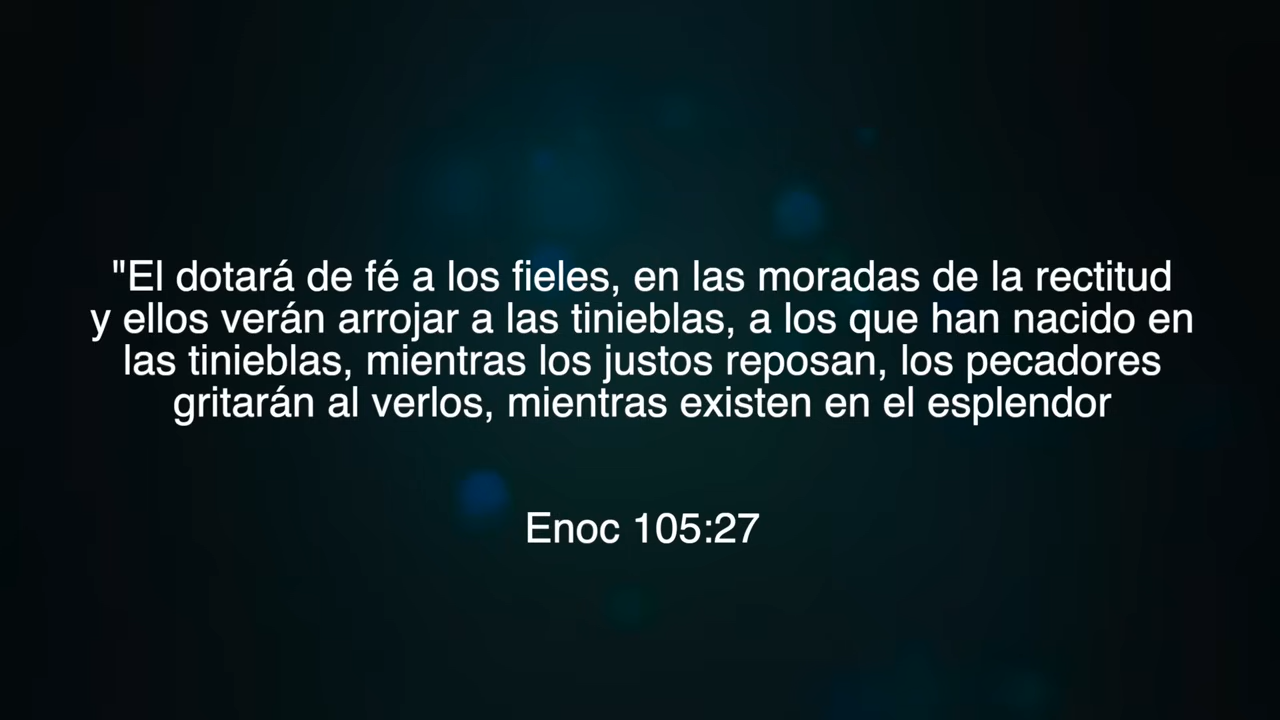 "El dotará de fé a los fieles, en las moradas de la rectitud
y ellos verán arrojar a las tinieblas, a los que han nacido en
las tinieblas, mientras los justos reposan, los pecadores
gritarán al verlos, mientras existen en el esplendor
Enoc 105:27